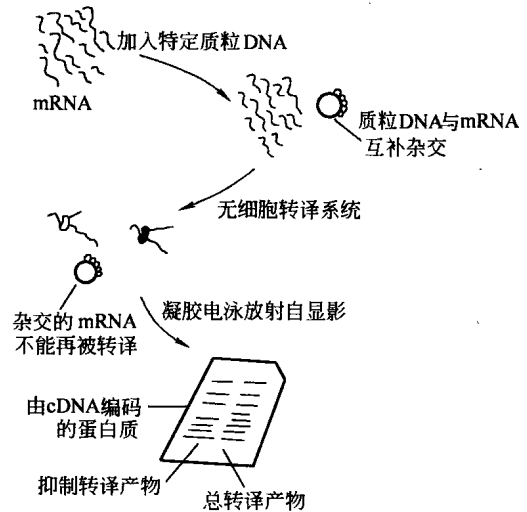 加入特定质粒DNA
mRNA
质粒DNA与mRNA
互补杂交
无细胞转译系统
杂交的mRNA
不能再被转译
凝胶电泳放射自显影
由cDNA编码
的蛋白质
抑制转译产物
总转译产物